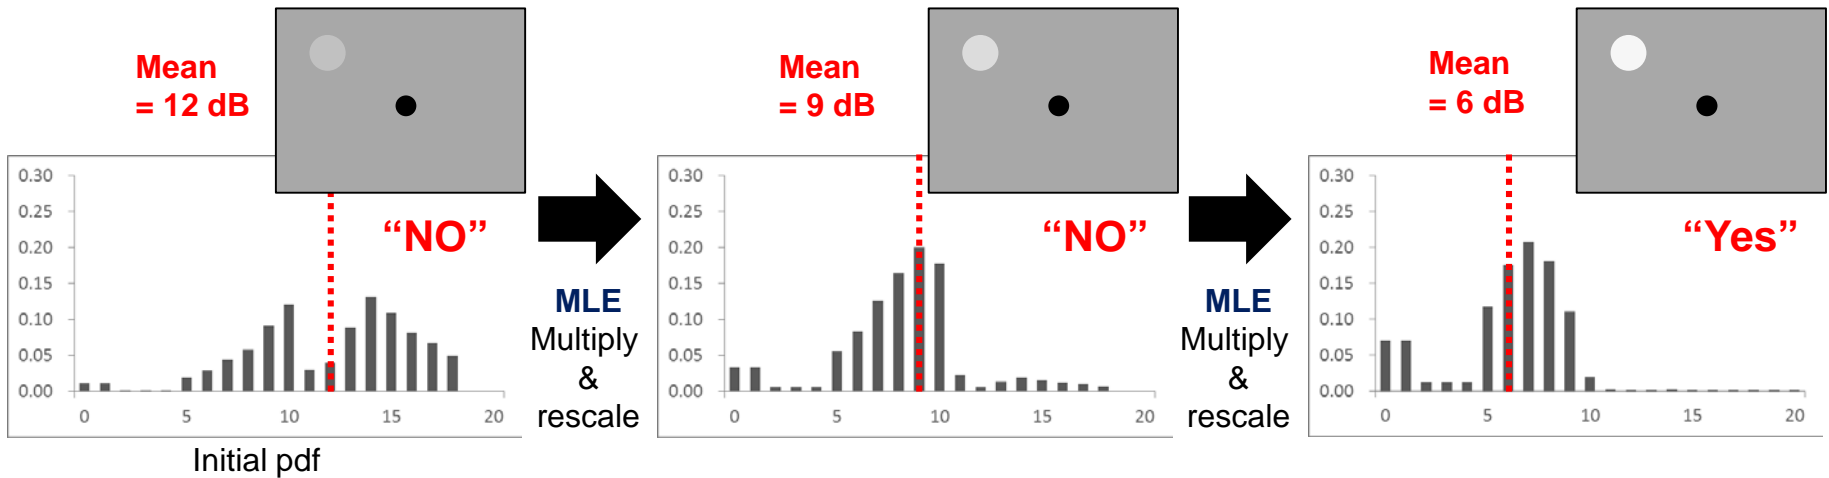 Mean
= 12 dB
0.30
0.25
0.20
0.15
0.10
0.05
0.00
0 5 10 15 20
“NO”
Initial pdf
MLE
Multiply
&
rescale
Mean
= 9 dB
0.30
0.25
0.20
0.15
0.10
0.05
0.00
0 5 10 15 20
“NO”
MLE
Multiply
&
rescale
Mean
= 6 dB
0.30
0.25
0.20
0.15
0.10
0.05
0.00
0 5 10 15 20
“Yes”